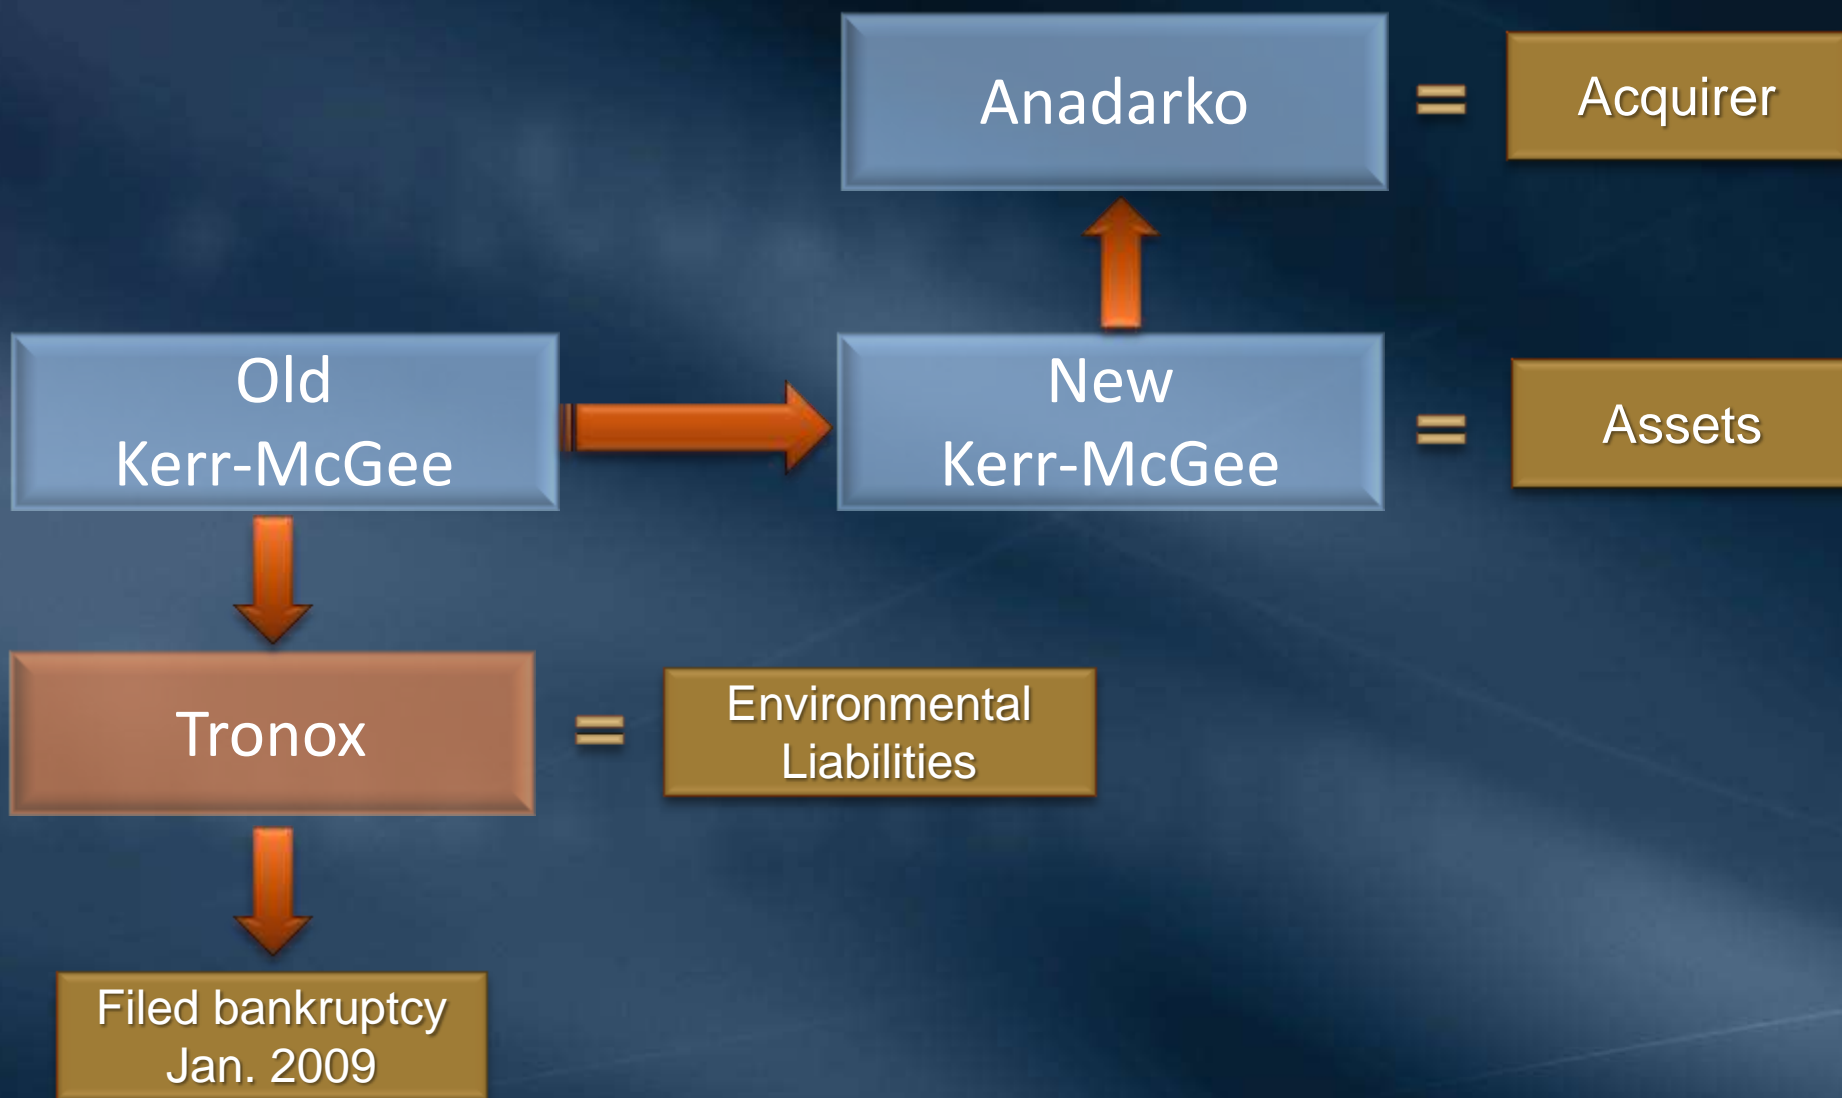 Anadarko
=
Acquirer
Old
Kerr-McGee
New
Kerr-McGee
=
Assets
Tronox
=
Environmental
Liabilities
Filed bankruptcy
Jan. 2009